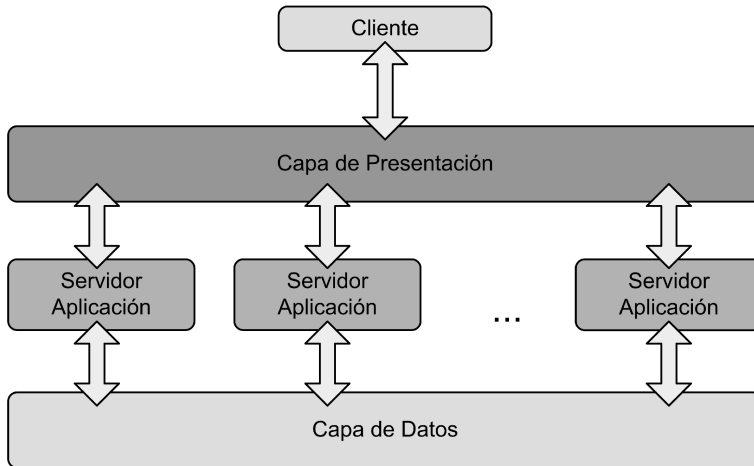 Cliente
Capa de Presentación
Servidor
Aplicación
Servidor
Aplicación
...
Servidor
Aplicación
Capa de Datos